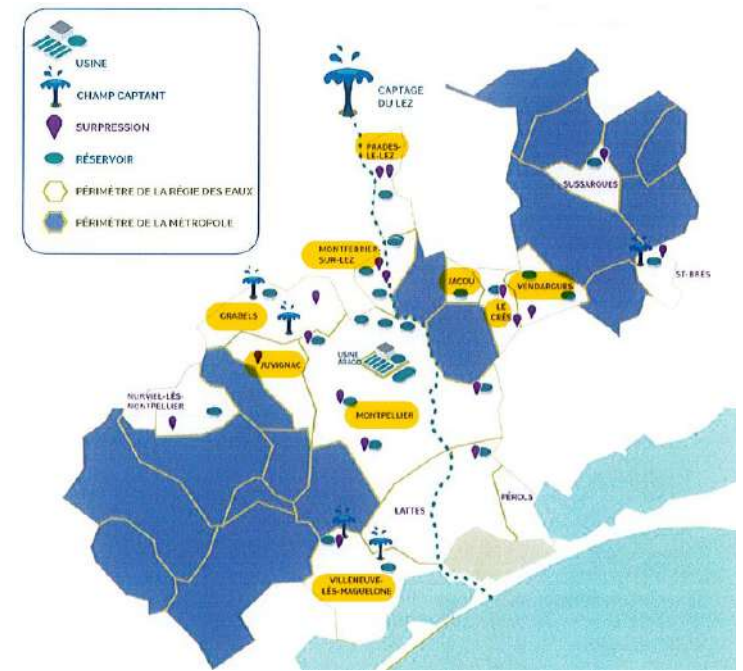 USINE
CHAMP CAPTANT
SURPRESSION
RÉSERVOIR
PÉRIMÈTRE DE LA RÉGIE DES EAUX
PÉRIMÈTRE DE LA MÉTROPOLE
CAPTAGE
DU LEZ
PRADES-
LE-LEZ
SUSSARGUES
MONTFERRIER-
SUR-LEZ
ST-BRÈS
JACOU
VENDARGUES
LE
CRÈS
GRABELS
USINE
ARAGO
JUVIGNAC
MURVIEL-LÈS-
MONTPELLIER
MONTPELLIER
LATTES
PÉROLS
VILLENEUVE-
LÈS-MAGUELONE